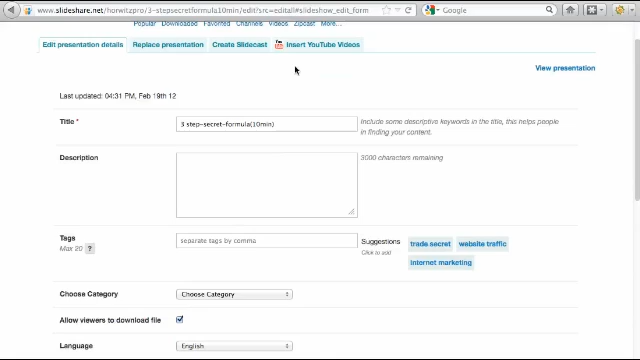 www.slideshare.net/horwitzpro/3-stepsecretformula10min/edit?src=editall#slideshow_edit_form
Google
Popular Downloaded Favorited Channels Videos Zipcast More...
Edit presentation details Replace presentation Create Slidecast Insert YouTube Videos
View presentation
Last updated: 04:31 PM, Feb 19th 12
Title *
3 step-secret-formula(10min)
Include some descriptive keywords in the title, this helps people
in finding your content.
Description
3000 characters remaining
Tags
Max 20 ?
separate tags by comma
Suggestions
Click to add
trade secret website traffic
internet marketing
Choose Category
Choose Category
Allow viewers to download file
Language
English